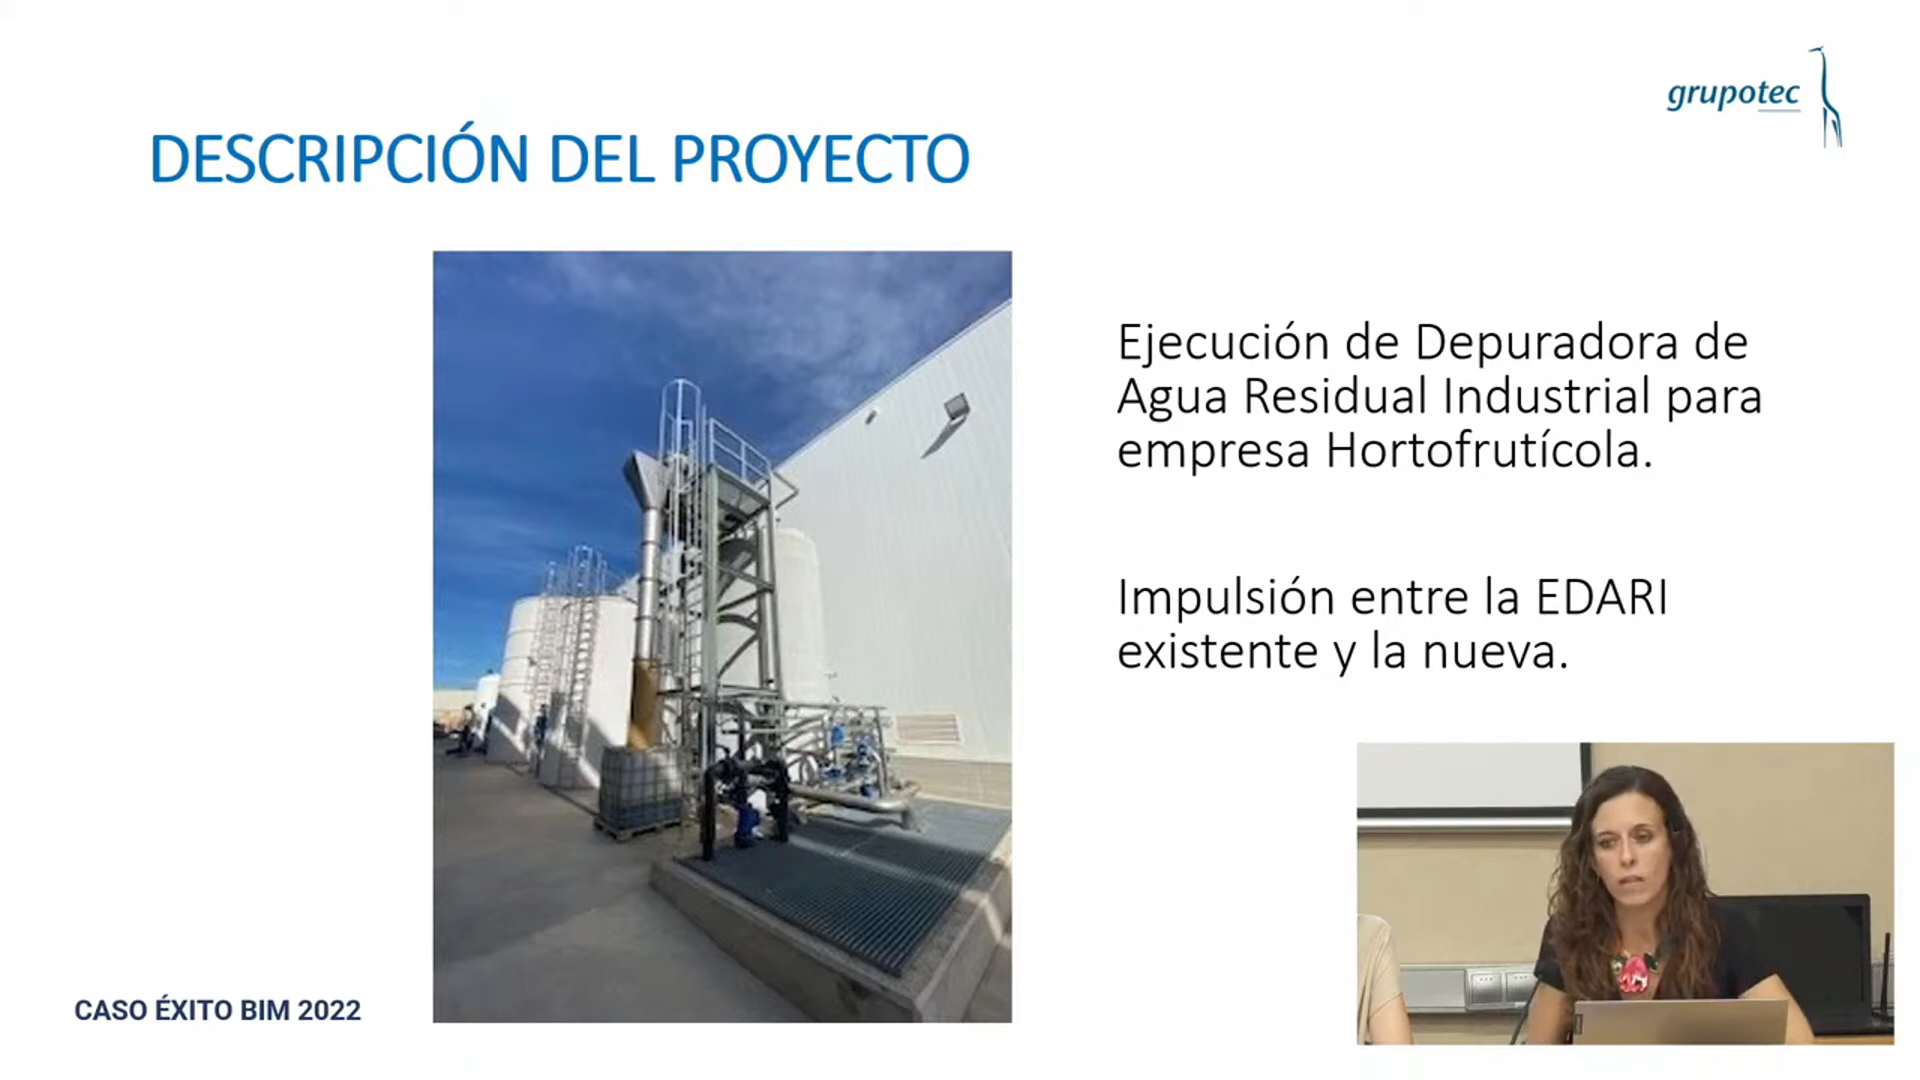 grupotec
DESCRIPCIÓN DEL PROYECTO
Ejecución de Depuradora de
Agua Residual Industrial para
empresa Hortofrutícola.
Impulsión entre la EDARI
existente y la nueva.
CASO ÉXITO BIM 2022